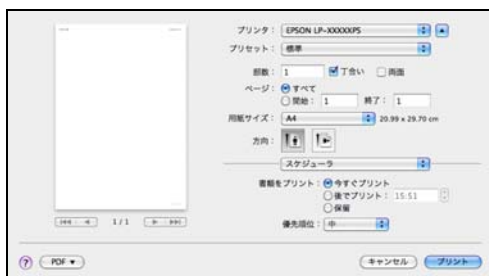 プリンタ： EPSON LP-XXXXXPS
プリセット： 標準
部数： 1 丁合い 両面
ページ： すべて
開始： 1 終了： 1
用紙サイズ： A4 20.99 x 29.70 cm
方向：
スケジューラ
書類をプリント： 今すぐプリント
後でプリント： 15:51
保留
優先順位： 中
1 / 1
? PDF キャンセル プリント